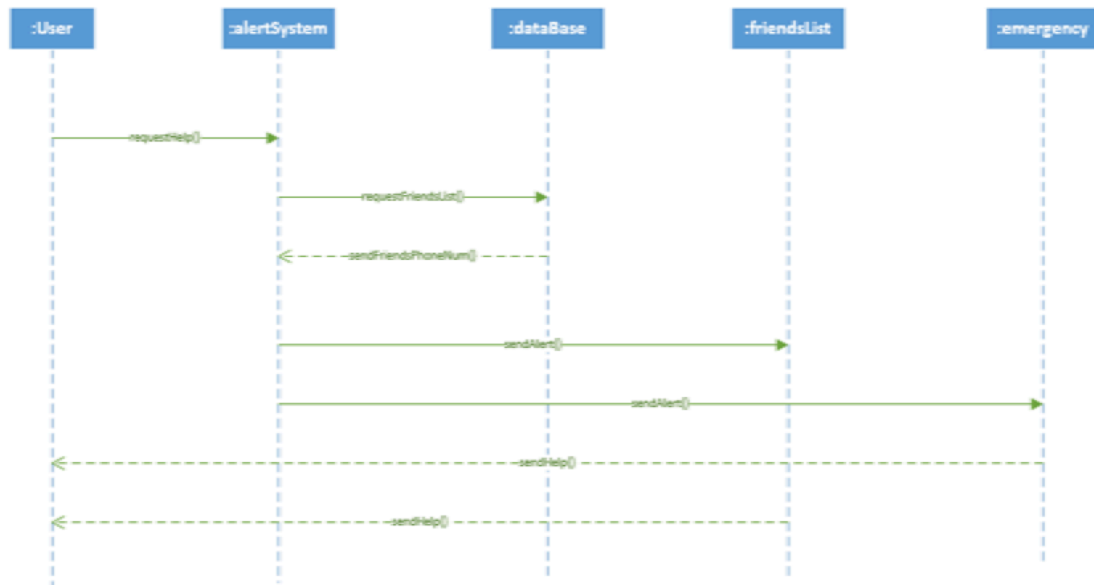 :User
:alertSystem
:dataBase
:friendsList
:emergency
requestHelp()
requestFriendsList()
sendFriendsPhoneNum()
sendAlert()
sendAlert()
sendHelp()
sendHelp()